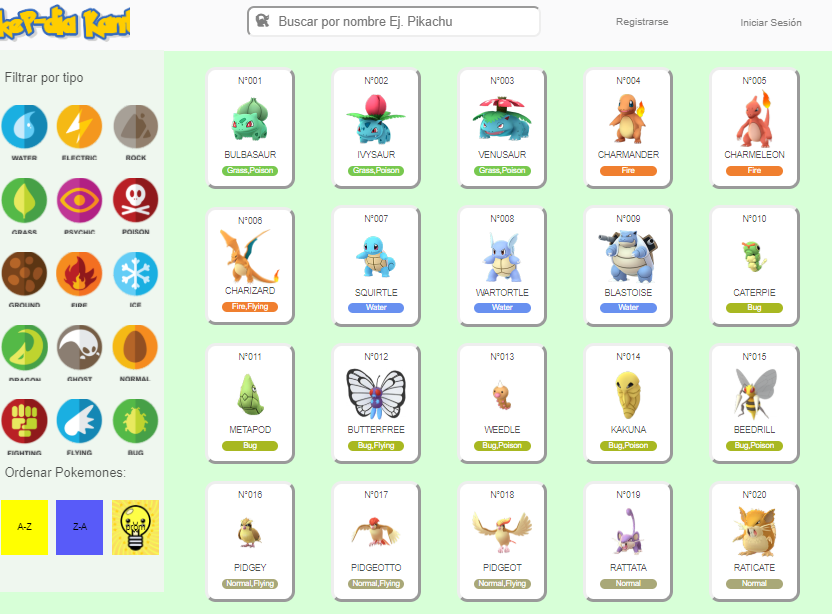 Buscar por nombre Ej. Pikachu
Registrarse
Iniciar Sesión
Filtrar por tipo
WATER ELECTRIC ROCK
GRASS PSYCHIC POISON
GROUND FIRE ICE
DRAGON GHOST NORMAL
FIGHTING FLYING BUG
Ordenar Pokemones:
A-Z Z-A
N°001 N°002 N°003 N°004 N°005
BULBASAUR IVYSAUR VENUSAUR CHARMANDER CHARMELEON
Grass,Poison Grass,Poison Grass,Poison Fire Fire
N°006 N°007 N°008 N°009 N°010
CHARIZARD SQUIRTLE WARTORTLE BLASTOISE CATERPIE
Fire,Flying Water Water Water Bug
N°011 N°012 N°013 N°014 N°015
METAPOD BUTTERFREE WEEDLE KAKUNA BEEDRILL
Bug Bug,Flying Bug,Poison Bug,Poison Bug,Poison
N°016 N°017 N°018 N°019 N°020
PIDGEY PIDGEOTTO PIDGEOT RATTATA RATICATE
Normal,Flying Normal,Flying Normal,Flying Normal Normal